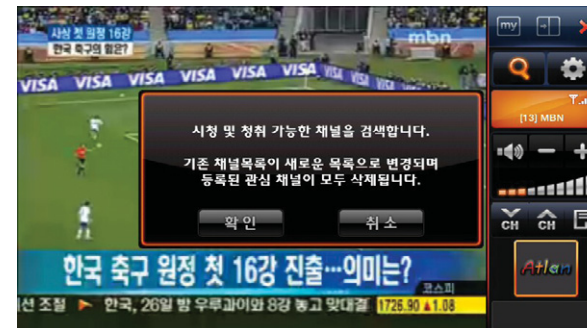 사상 첫 원정 16강
한국 축구의 힘은?
mbn
my
VISA VISA VISA VISA VISA VISA VISA
[13] MBN
시청 및 청취 가능한 채널을 검색합니다.
기존 채널목록이 새로운 목록으로 변경되며
등록된 관심 채널이 모두 삭제됩니다.
확인 취소
CH CH
Atlan
한국 축구 원정 첫 16강 진출…의미는?
코스피
선 조절 ▶ 한국, 26일 밤 우루과이와 8강 놓고 맞대결 1726.90 ▲1.08